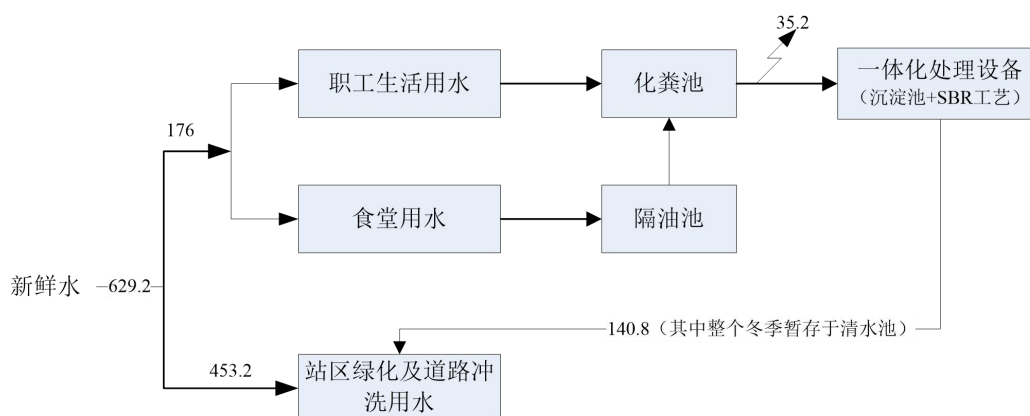 35.2
职工生活用水
化粪池
一体化处理设备
（沉淀池+SBR工艺）
176
食堂用水
隔油池
新鲜水
629.2
140.8（其中整个冬季暂存于清水池）
453.2
站区绿化及道路冲
洗用水